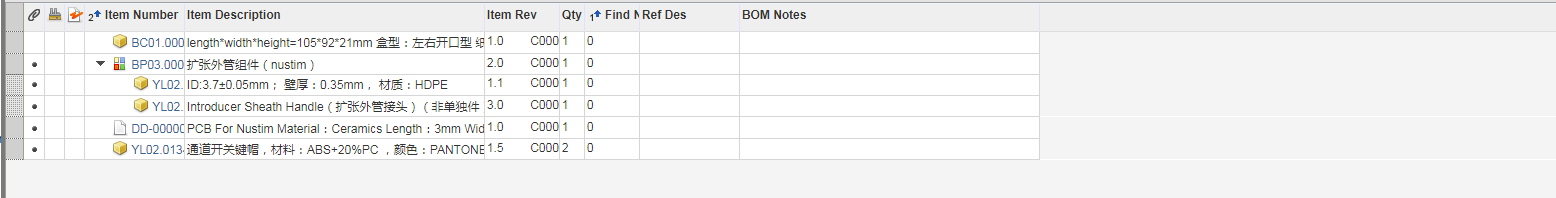 Item Number Item Description Item Rev Qty Find N Ref Des BOM Notes
BC01.000 length*width*height=105*92*21mm 盒型：左右开口型 纸 1.0 C000 1 0
BP03.000 扩张外管组件（nustim） 2.0 C000 1 0
YL02. ID:3.7±0.05mm； 壁厚：0.35mm， 材质：HDPE 1.1 C000 1 0
YL02. Introducer Sheath Handle（扩张外管接头）（非单独件 3.0 C000 1 0
DD-00000 PCB For Nustim Material：Ceramics Length：3mm Wid 1.0 C000 1 0
YL02.013 通道开关键帽，材料：ABS+20%PC ，颜色：PANTONE 1.5 C000 2 0